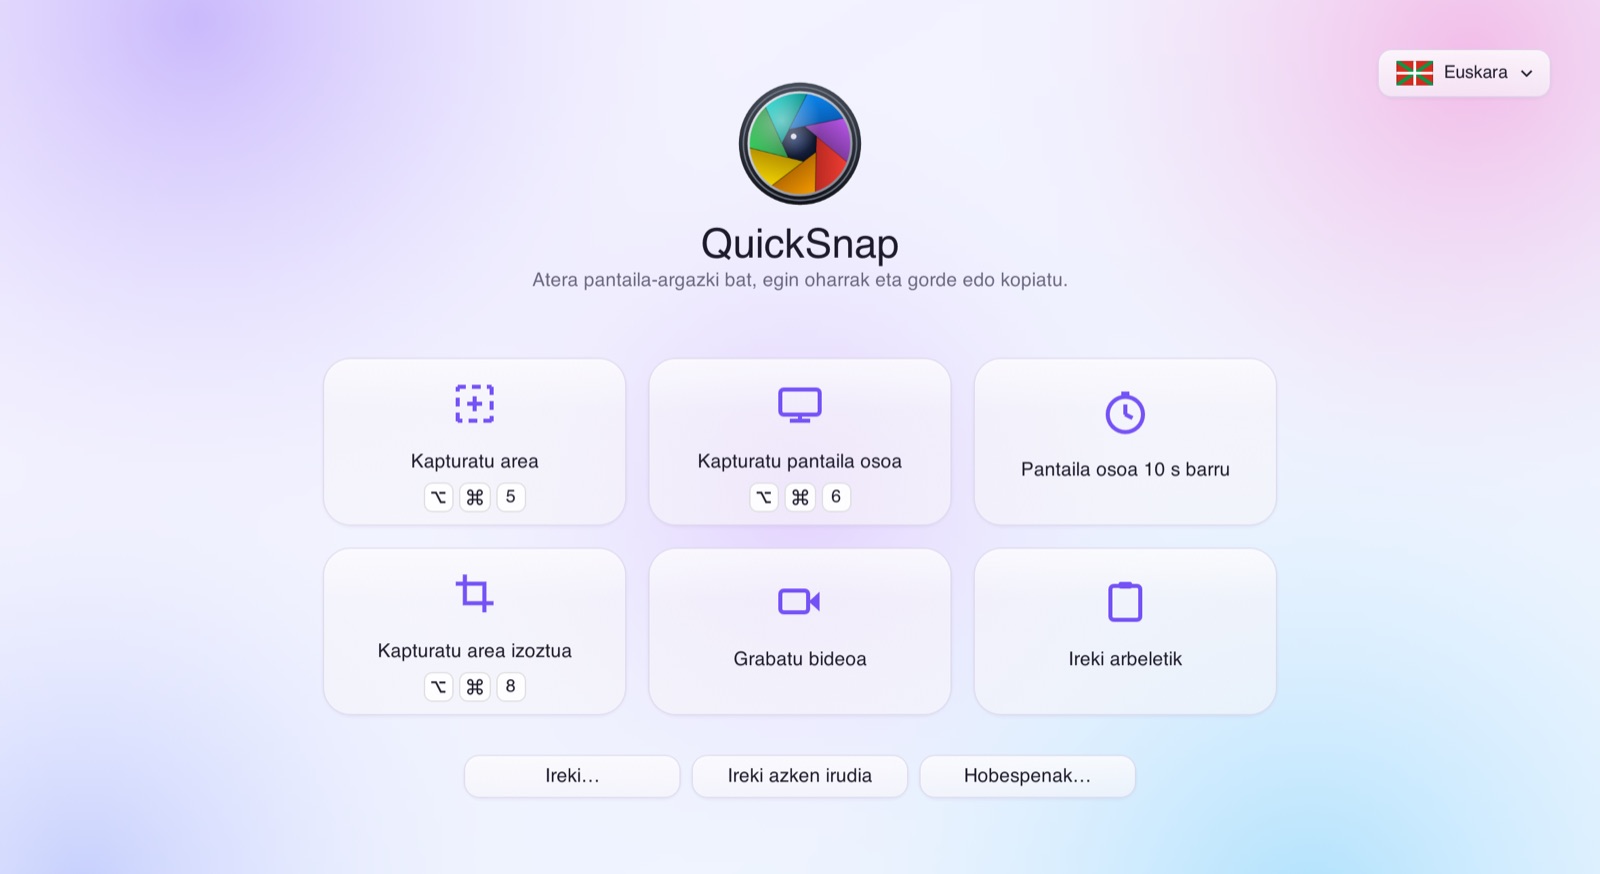 Euskara
QuickSnap
Atera pantaila-argazki bat, egin oharrak eta gorde edo kopiatu.
Kapturatu area
⌥ ⌘ 5
Kapturatu pantaila osoa
⌥ ⌘ 6
Pantaila osoa 10 s barru
Kapturatu area izoztua
⌥ ⌘ 8
Grabatu bideoa
Ireki arbeletik
Ireki…
Ireki azken irudia
Hobespenak…